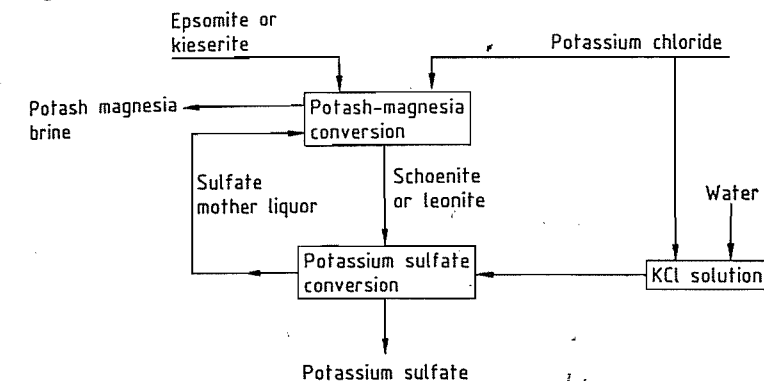 Epsomite or
kieserite
Potassium chloride
Potash magnesia
brine
Potash-magnesia
conversion
Sulfate
mother liquor
Schoenite
or leonite
Water
Potassium sulfate
conversion
KCl solution
Potassium sulfate